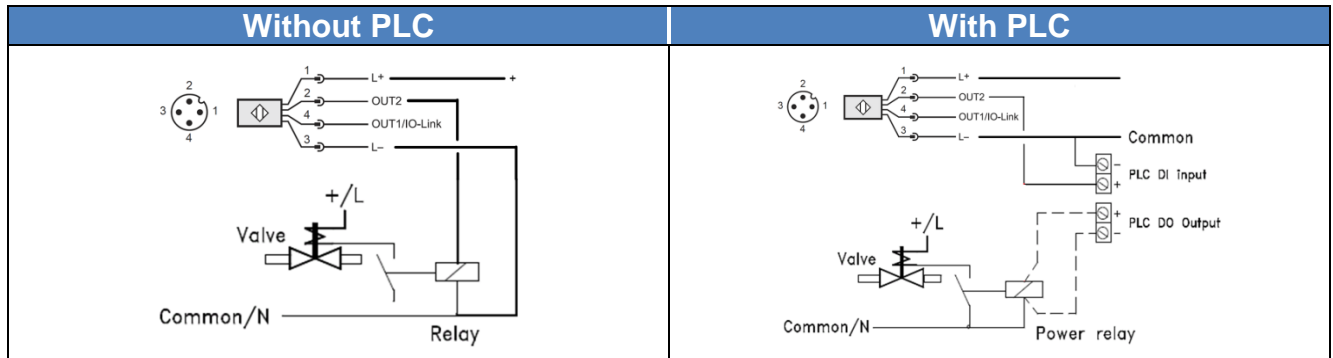 Without PLC
With PLC
1 L+ +
2
2 OUT2
3 1
4 OUT1/IO-Link
4
3 L–
+/L
Valve
Common/N
Relay
1 L+
2
2 OUT2
3 1
4 OUT1/IO-Link
4
3 L–
Common
–
PLC DI input
+
+
PLC DO Output
–
+/L
Valve
Common/N
Power relay